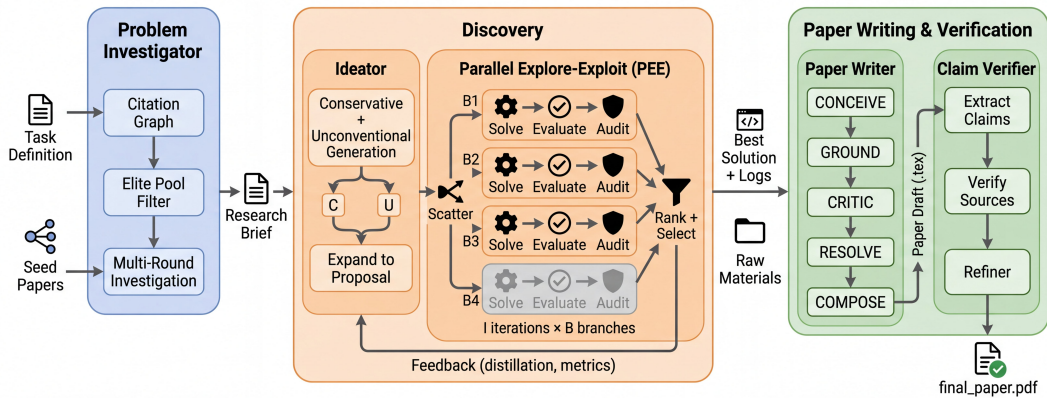 Problem
Investigator
Task
Definition
Seed
Papers
Citation
Graph
Elite Pool
Filter
Multi-Round
Investigation
Research
Brief
Discovery
Ideator
Conservative
+
Unconventional
Generation
C
U
Expand to
Proposal
Parallel Explore-Exploit (PEE)
Scatter
B1
Solve
Evaluate
Audit
B2
Solve
Evaluate
Audit
B3
Solve
Evaluate
Audit
B4
Solve
Evaluate
Audit
Rank +
Select
I iterations × B branches
Feedback (distillation, metrics)
Best
Solution
+ Logs
Raw
Materials
Paper Writing & Verification
Paper Writer
CONCEIVE
GROUND
CRITIC
RESOLVE
COMPOSE
Paper Draft (.tex)
Claim Verifier
Extract
Claims
Verify
Sources
Refiner
final_paper.pdf